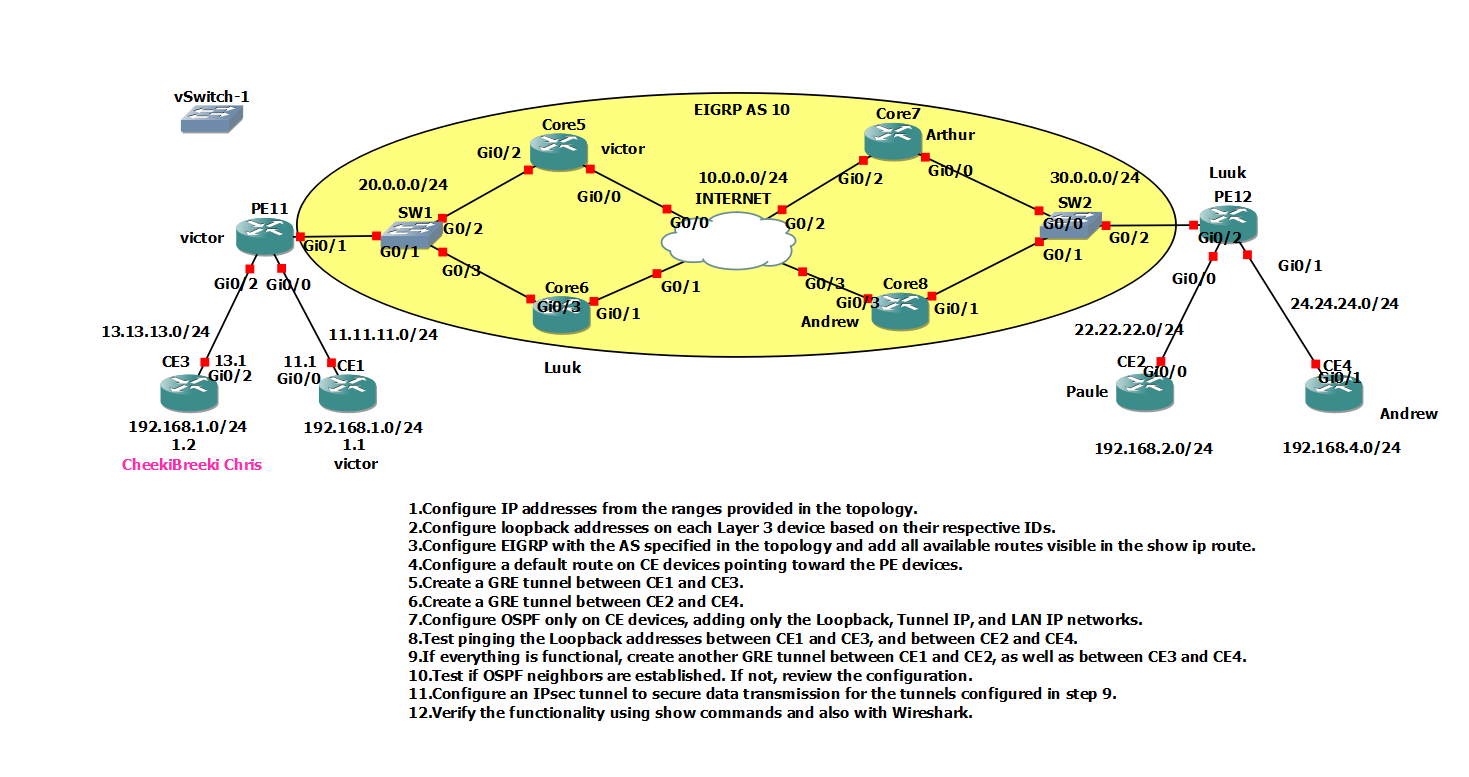 vSwitch-1
EIGRP AS 10
Core5
victor
Gi0/2
Gi0/0
Core7
Arthur
Gi0/2
Gi0/0
20.0.0.0/24
10.0.0.0/24
INTERNET
30.0.0.0/24
Luuk
PE12
PE11
victor
Gi0/1
SW1
G0/1
G0/2
G0/3
G0/0
G0/2
G0/1
G0/3
SW2
G0/0
G0/2
G0/1
Gi0/2
Gi0/0
Gi0/1
Gi0/2
Gi0/0
Core6
Gi0/3
Gi0/1
Luuk
Core8
Gi0/3
Gi0/1
Andrew
13.13.13.0/24
11.11.11.0/24
22.22.22.0/24
24.24.24.0/24
CE3
13.1
Gi0/2
11.1
Gi0/0
CE1
CE2
Gi0/0
Paule
CE4
Gi0/1
Andrew
192.168.1.0/24
1.2
CheekiBreeki Chris
192.168.1.0/24
1.1
victor
192.168.2.0/24
192.168.4.0/24
1.Configure IP addresses from the ranges provided in the topology.
2.Configure loopback addresses on each Layer 3 device based on their respective IDs.
3.Configure EIGRP with the AS specified in the topology and add all available routes visible in the show ip route.
4.Configure a default route on CE devices pointing toward the PE devices.
5.Create a GRE tunnel between CE1 and CE3.
6.Create a GRE tunnel between CE2 and CE4.
7.Configure OSPF only on CE devices, adding only the Loopback, Tunnel IP, and LAN IP networks.
8.Test pinging the Loopback addresses between CE1 and CE3, and between CE2 and CE4.
9.If everything is functional, create another GRE tunnel between CE1 and CE2, as well as between CE3 and CE4.
10.Test if OSPF neighbors are established. If not, review the configuration.
11.Configure an IPsec tunnel to secure data transmission for the tunnels configured in step 9.
12.Verify the functionality using show commands and also with Wireshark.